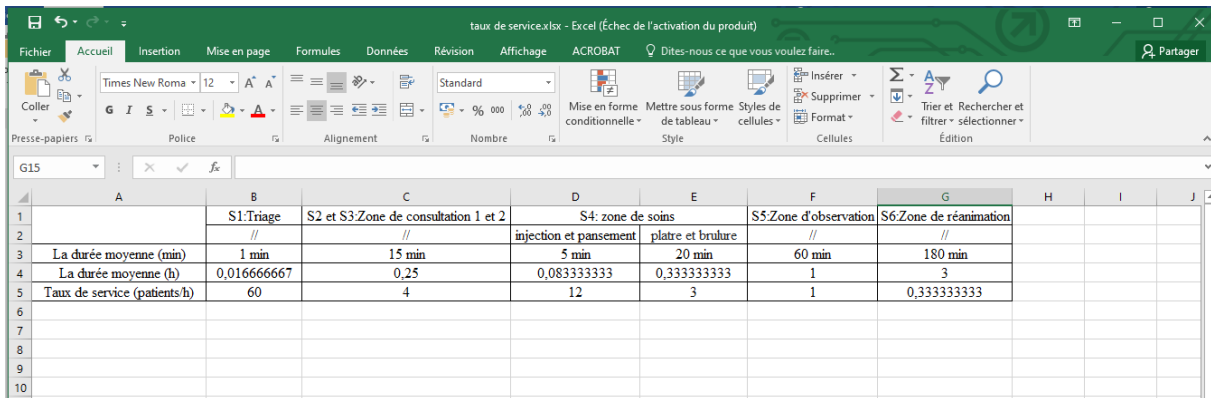 taux de service.xlsx - Excel (Échec de l'activation du produit)
Fichier Accueil Insertion Mise en page Formules Données Révision Affichage ACROBAT Dites-nous ce que vous voulez faire.. Partager
Coller
Times New Roma 12
G I S
Standard
% 000
Mise en forme conditionnelle
Mettre sous forme de tableau
Styles de cellules
Insérer
Supprimer
Format
Trier et filtrer
Rechercher et sélectionner
Presse-papiers Police Alignement Nombre Style Cellules Édition
G15 fx
A B C D E F G H I J
1 S1:Triage S2 et S3:Zone de consultation 1 et 2 S4: zone de soins S5:Zone d'observation S6:Zone de réanimation
2 // // injection et pansement platre et brulure // //
3 La durée moyenne (min) 1 min 15 min 5 min 20 min 60 min 180 min
4 La durée moyenne (h) 0,016666667 0,25 0,083333333 0,333333333 1 3
5 Taux de service (patients/h) 60 4 12 3 1 0,333333333
6
7
8
9
10